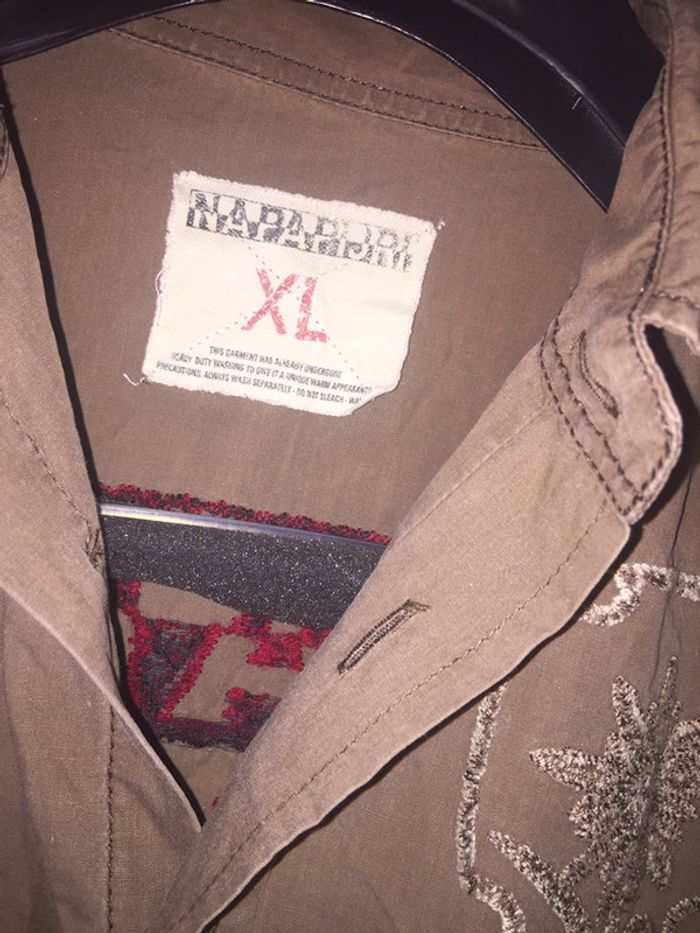 NAPAPIJRI
XL
THIS GARMENT HAS ALREADY UNDERGONE
HEAVY DUTY WASHING TO GIVE IT A UNIQUE WARM APPEARANCE
PRECAUTIONS. ALWAYS WASH SEPARATELY - DO NOT BLEACH -